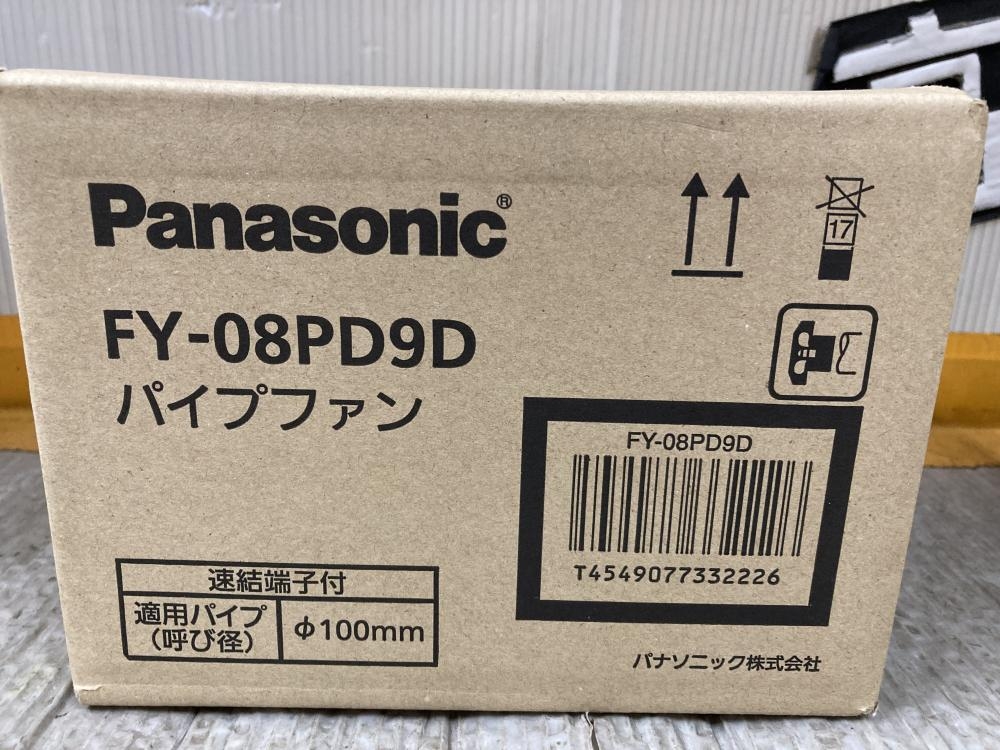 Panasonic®
17
FY-08PD9D
パイプファン
FY-08PD9D
T4549077332226
速結端子付
適用パイプ
(呼び径)
φ100mm
パナソニック株式会社